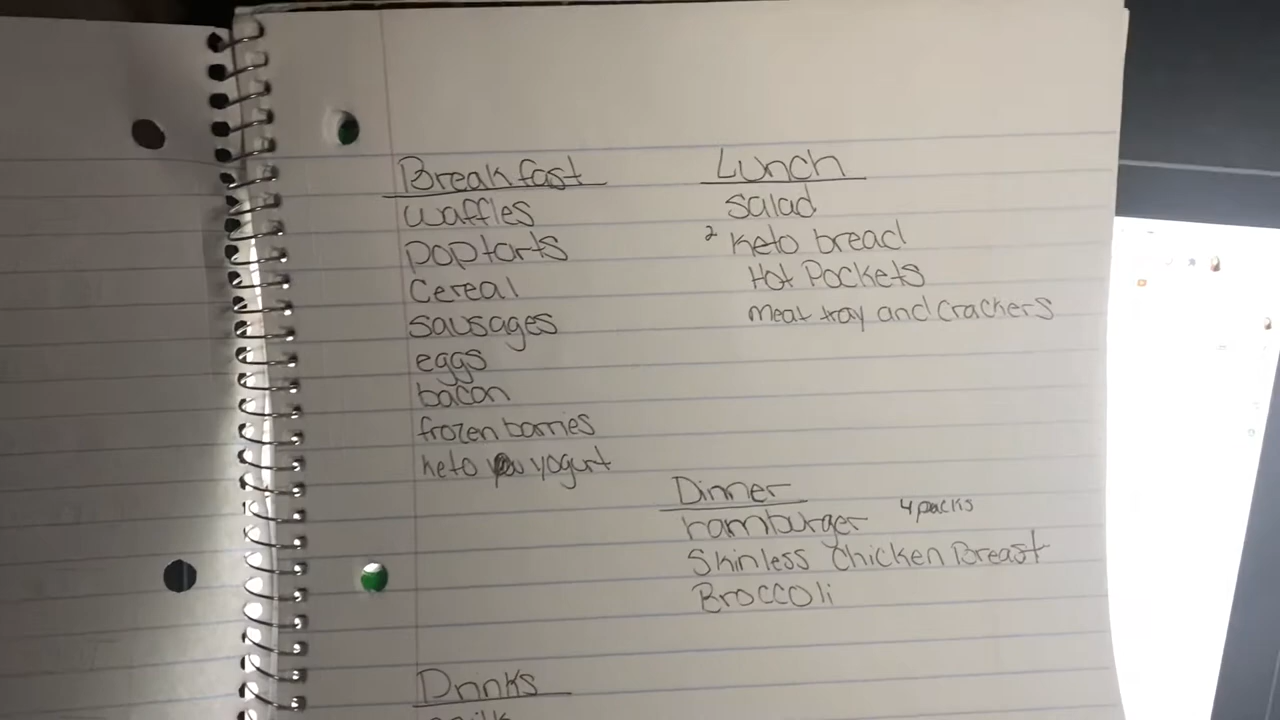 Breakfast
waffles
poptarts
Cereal
sausages
eggs
bacon
frozen barries
keto yogurt
Lunch
salad
2 Keto bread
Hot Pockets
meat tray and Crackers
Dinner
hamburger 4 packs
Skinless Chicken Breast
Broccoli
Drinks
milk